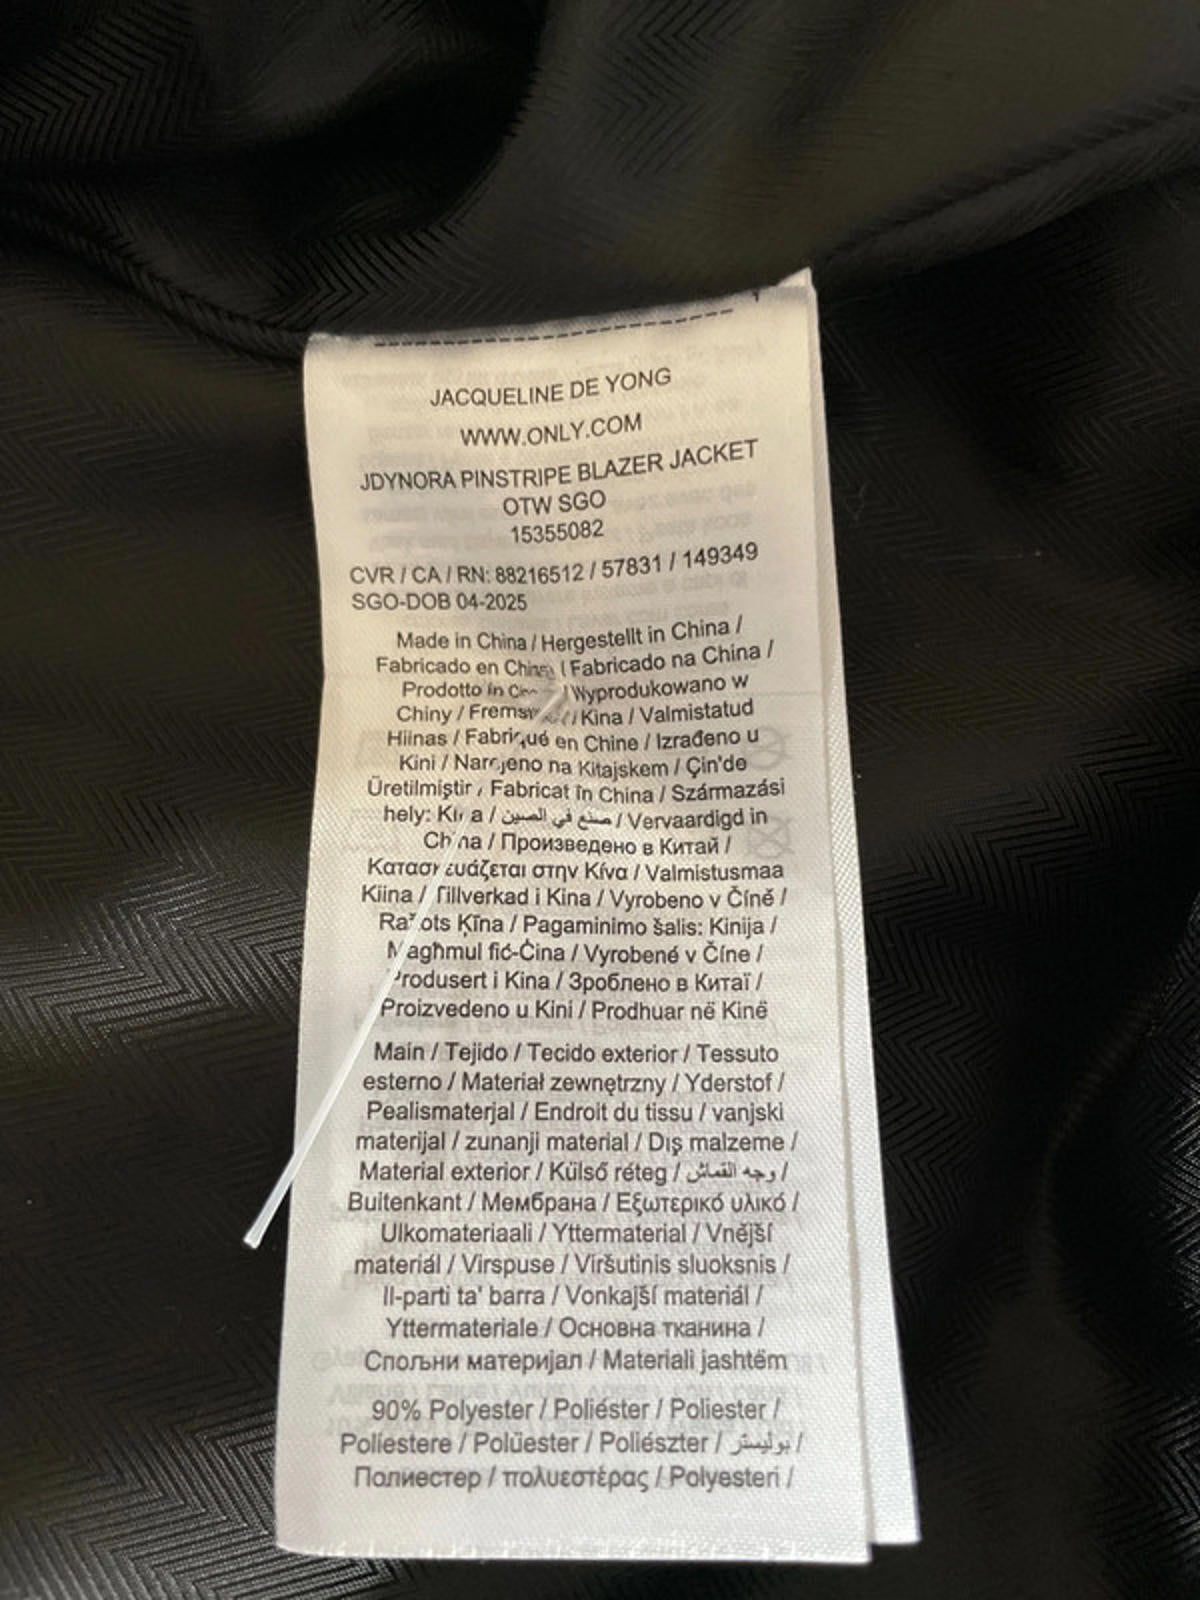 JACQUELINE DE YONG
WWW.ONLY.COM
JDYNORA PINSTRIPE BLAZER JACKET
OTW SGO
15355082
CVR / CA / RN: 88216512 / 57831 / 149349
SGO-DOB 04-2025
Made in China / Hergestellt in China /
Fabricado en China / Fabricado na China /
Prodotto in / Wyprodukowano w
Chiny / / Kina / Valmistatud
Hiinas / Fabriqué en Chine / Izrađeno u
Kini / Narejeno na Kitajskem / Çin'de
Üretilmiştir / Fabricat în China / Származási
hely: Kína / صنع في الصين / Vervaardigd in
China / Произведено в Китай /
Κατασκευάζεται στην Κίνα / Valmistusmaa
Kiina / Tillverkad i Kina / Vyrobeno v Číně /
Ražots Ķīna / Pagaminimo šalis: Kinija /
Magħmul fiċ-Ċina / Vyrobené v Číne /
Produsert i Kina / Зроблено в Китаї /
Proizvedeno u Kini / Prodhuar në Kinë
Main / Tejido / Tecido exterior / Tessuto
esterno / Materiał zewnętrzny / Yderstof /
Pealismaterjal / Endroit du tissu / vanjski
materijal / zunanji material / Dış malzeme /
Material exterior / Külső réteg / وجه القماش /
Buitenkant / Мембрана / Εξωτερικό υλικό /
Ulkomateriaali / Yttermaterial / Vnější
materiál / Virspuse / Viršutinis sluoksnis /
Il-parti ta' barra / Vonkajší materiál /
Yttermateriale / Основна тканина /
Спољни материјал / Materiali jashtëm
90% Polyester / Poliéster / Poliester /
Poliestere / Polüester / Poliészter / بوليستر /
Полиестер / πολυεστέρας / Polyesteri /